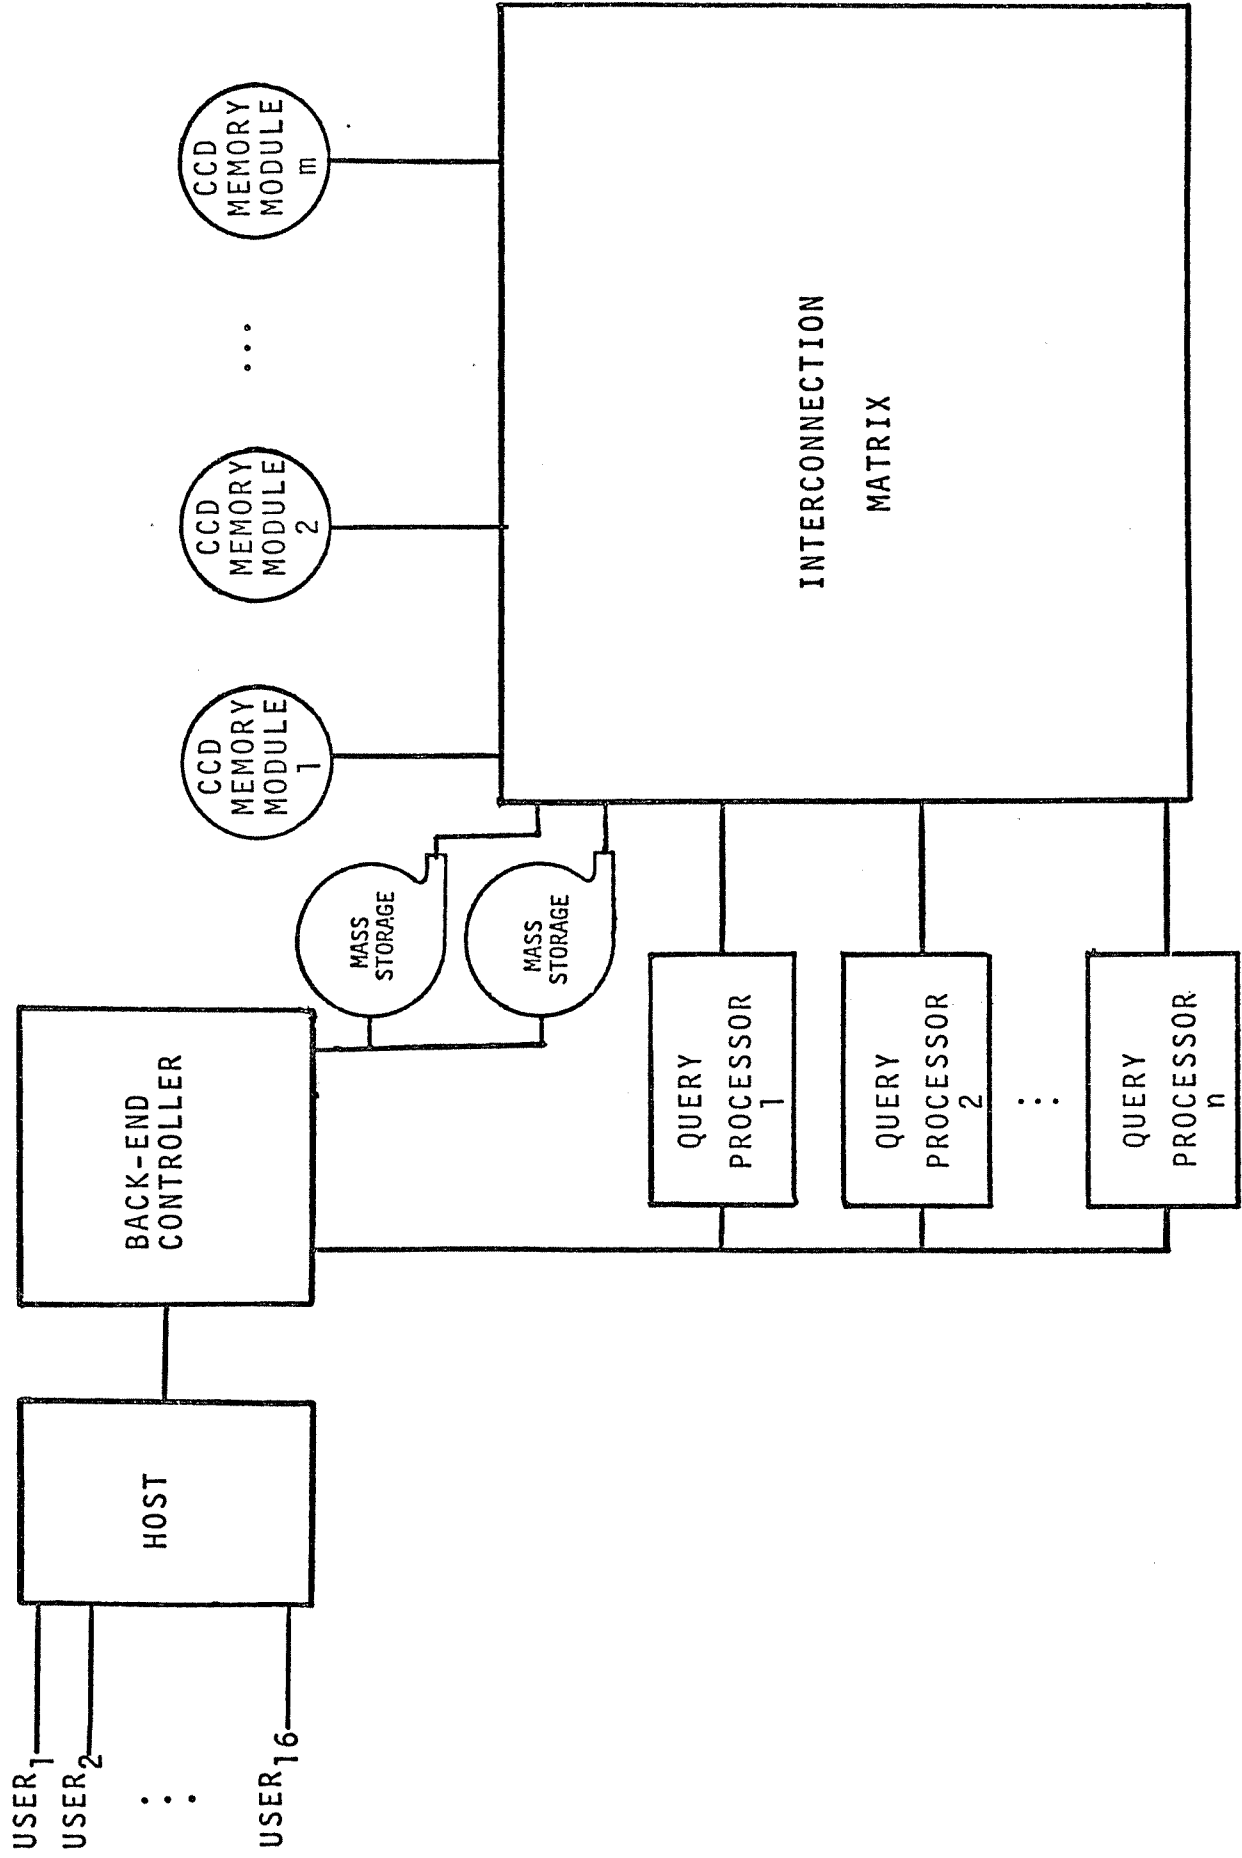 USER1
USER2
⋮
USER16
HOST
BACK-END
CONTROLLER
MASS
STORAGE
MASS
STORAGE
QUERY
PROCESSOR
1
QUERY
PROCESSOR
2
...
QUERY
PROCESSOR
n
CCD
MEMORY
MODULE
1
CCD
MEMORY
MODULE
2
...
CCD
MEMORY
MODULE
m
INTERCONNECTION
MATRIX